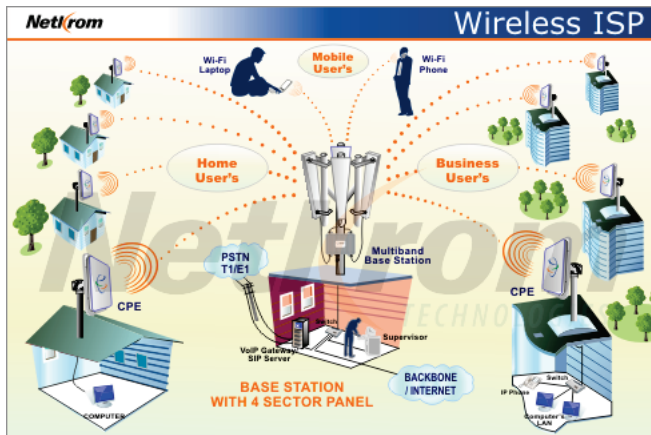 Netkrom
Wireless ISP
Wi-Fi
Laptop
Mobile
User's
Wi-Fi
Phone
Home
User's
Business
User's
Multiband
Base Station
PSTN
T1/E1
CPE
CPE
Netkrom
TECHNOLOGIES
Switch
Supervisor
VoIP Gateway
SIP Server
BACKBONE
/ INTERNET
BASE STATION
WITH 4 SECTOR PANEL
COMPUTER
Switch
IP Phone
Computer's
LAN